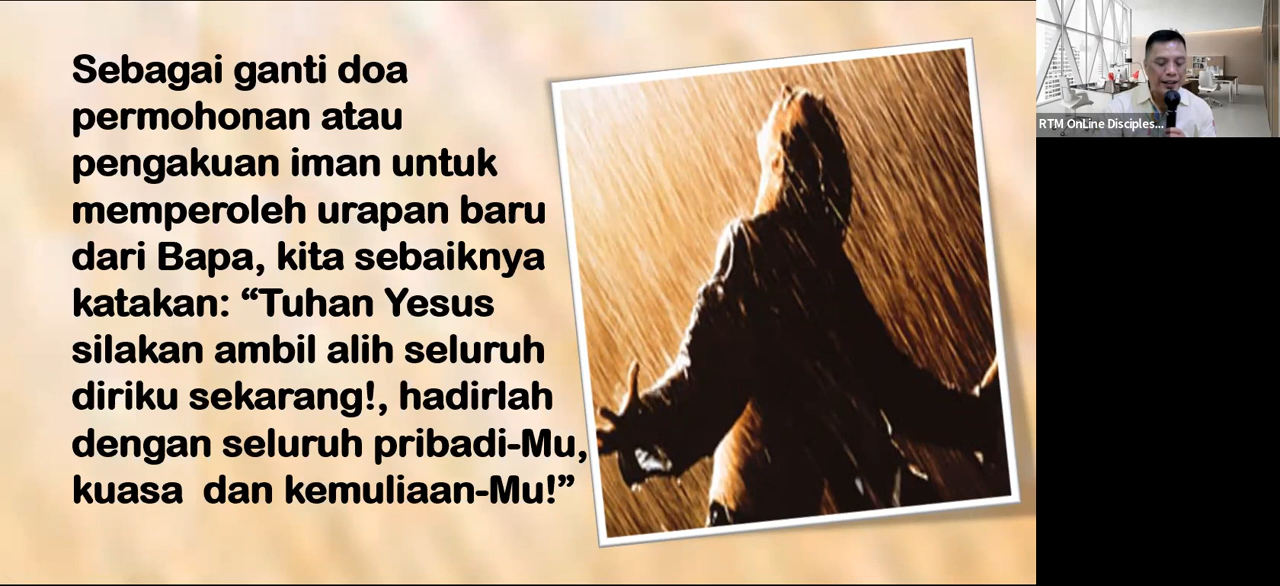 Sebagai ganti doa
permohonan atau
pengakuan iman untuk
memperoleh urapan baru
dari Bapa, kita sebaiknya
katakan: “Tuhan Yesus
silakan ambil alih seluruh
diriku sekarang!, hadirlah
dengan seluruh pribadi-Mu,
kuasa  dan kemuliaan-Mu!”
RTM OnLine Disciples...